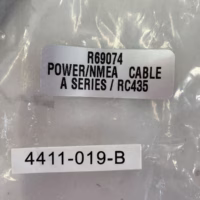 R69074
POWER/NMEA CABLE
A SERIES / RC435
4411-019-B